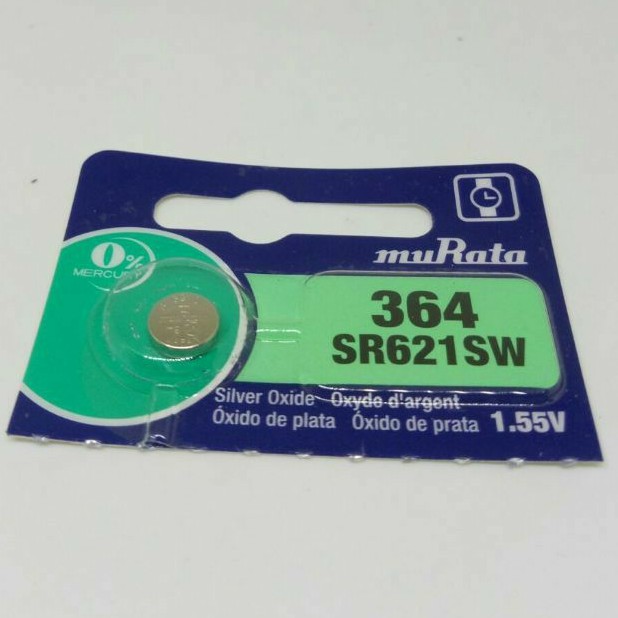 0%
MERCURY
muRata
364
SR621SW
Silver Oxide Oxyde d'argent
Óxido de plata Óxido de prata 1.55V